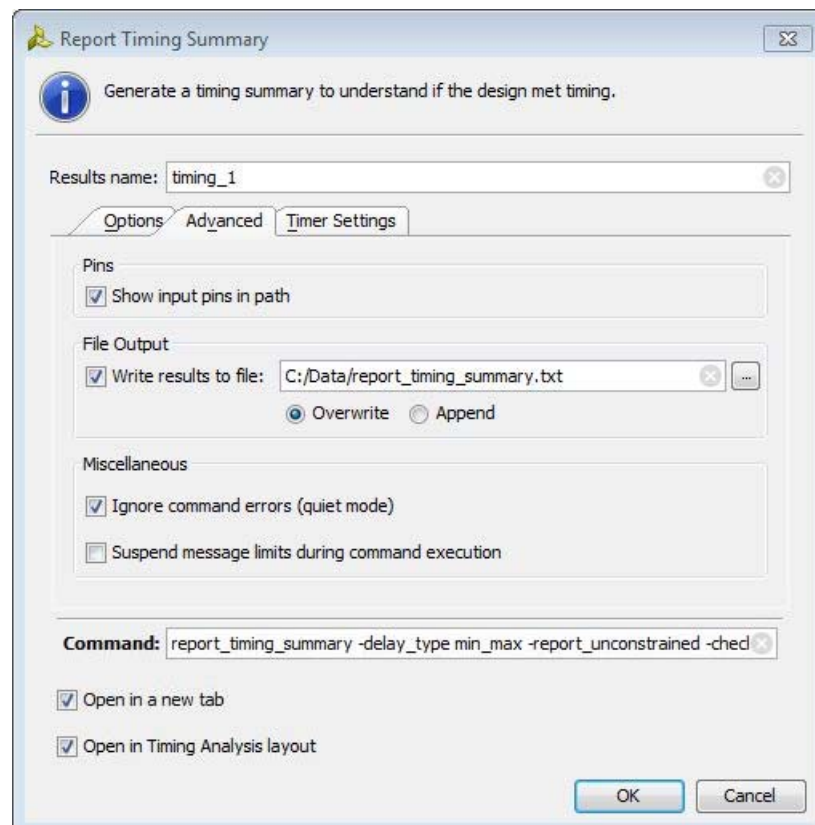 Report Timing Summary
Generate a timing summary to understand if the design met timing.
Results name: timing_1
Options Advanced Timer Settings
Pins
Show input pins in path
File Output
Write results to file: C:/Data/report_timing_summary.txt ...
Overwrite Append
Miscellaneous
Ignore command errors (quiet mode)
Suspend message limits during command execution
Command: report_timing_summary -delay_type min_max -report_unconstrained -checl
Open in a new tab
Open in Timing Analysis layout
OK Cancel